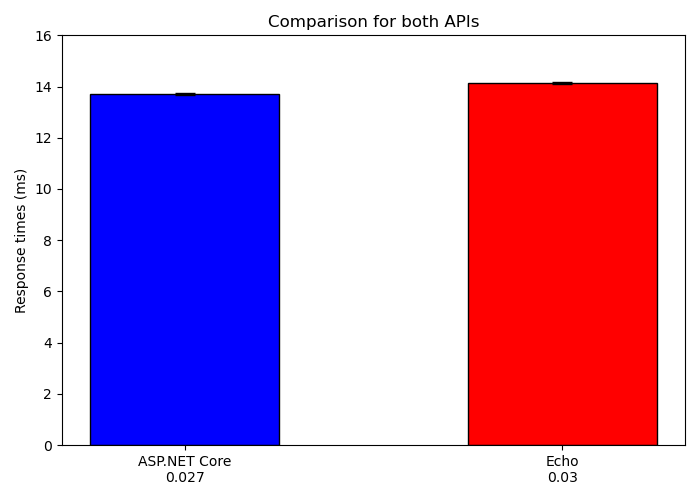 Comparison for both APIs
Response times (ms)
16
14
12
10
8
6
4
2
0
ASP.NET Core
0.027
Echo
0.03